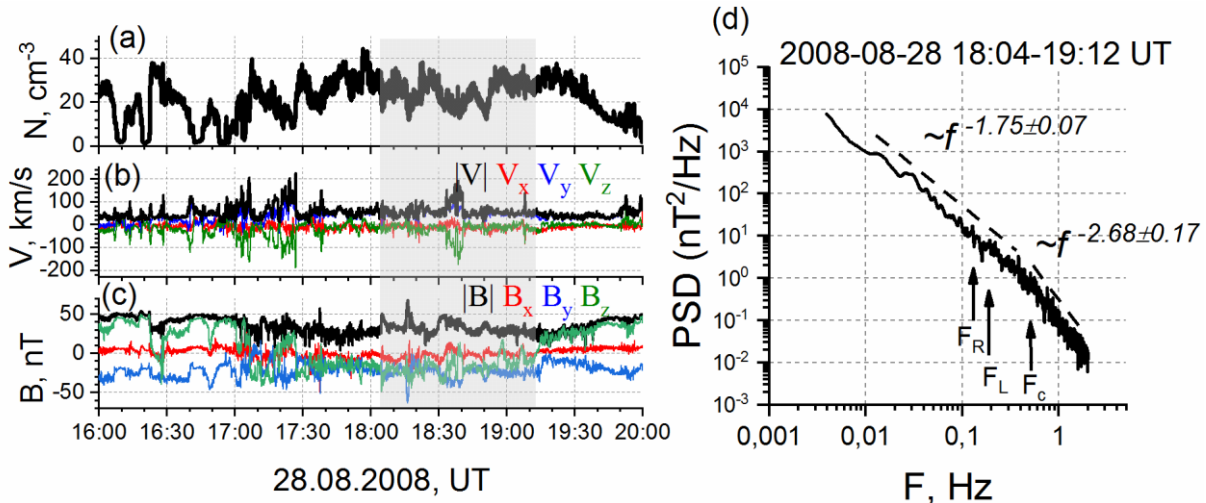 (a)
N, cm-3
40
20
0
(b)
|V| Vx Vy Vz
V, km/s
200
100
0
-100
-200
(c)
|B| Bx By Bz
B, nT
50
0
-50
16:00 16:30 17:00 17:30 18:00 18:30 19:00 19:30 20:00
28.08.2008, UT
(d)
2008-08-28 18:04-19:12 UT
PSD (nT2/Hz)
105
104
103
102
101
100
10-1
10-2
10-3
~f -1.75±0.07
~f -2.68±0.17
FR
FL
Fc
0,001 0,01 0,1 1
F, Hz